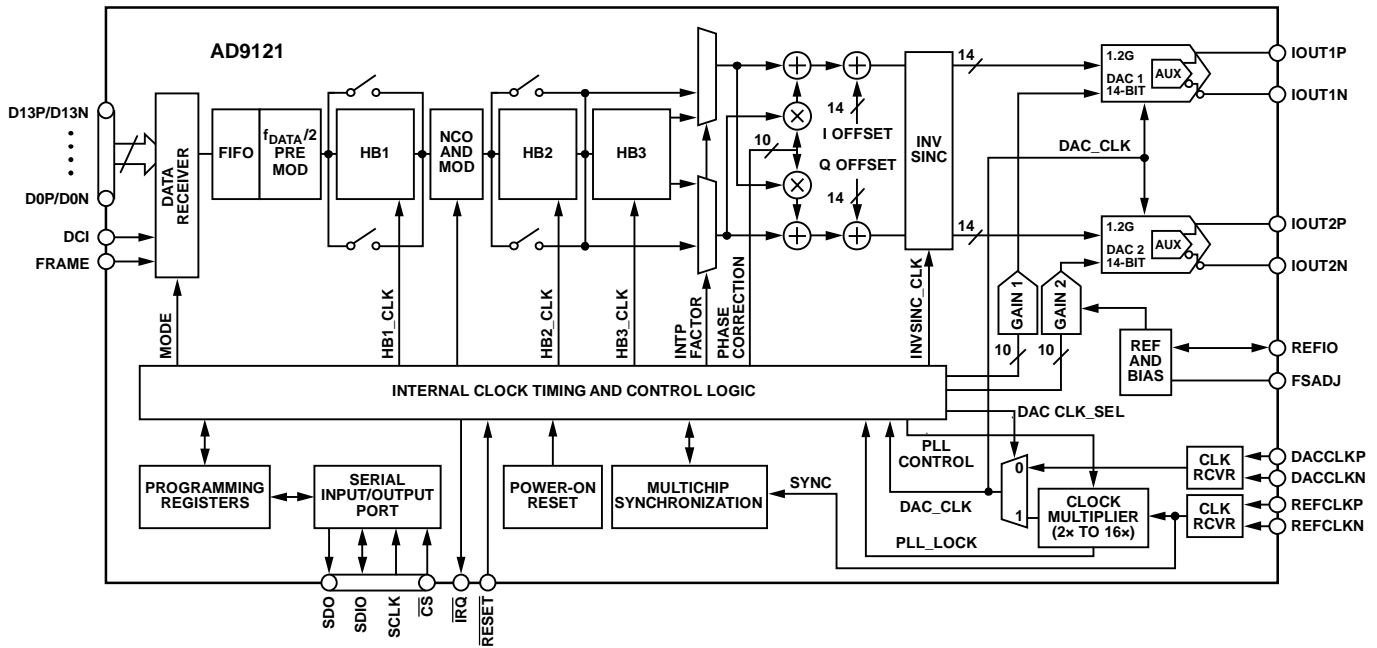 AD9121
D13P/D13N
D0P/D0N
DCI
FRAME
DATA
RECEIVER
FIFO
fDATA/2
PRE
MOD
HB1
NCO
AND
MOD
HB2
HB3
10
14
I OFFSET
Q OFFSET
14
INV
SINC
14
14
1.2G
DAC 1
14-BIT
AUX
DAC_CLK
1.2G
DAC 2
14-BIT
AUX
IOUT1P
IOUT1N
IOUT2P
IOUT2N
GAIN 1
GAIN 2
10
10
REF
AND
BIAS
REFIO
FSADJ
MODE
HB1_CLK
HB2_CLK
HB3_CLK
INTP
FACTOR
PHASE
CORRECTION
INVSINC_CLK
INTERNAL CLOCK TIMING AND CONTROL LOGIC
DAC CLK_SEL
PLL
CONTROL
0
1
DAC_CLK
PLL_LOCK
CLOCK
MULTIPLIER
(2× TO 16×)
CLK
RCVR
CLK
RCVR
DACCLKP
DACCLKN
REFCLKP
REFCLKN
PROGRAMMING
REGISTERS
SERIAL
INPUT/OUTPUT
PORT
POWER-ON
RESET
MULTICHIP
SYNCHRONIZATION
SYNC
SDO
SDIO
SCLK
CS
IRQ
RESET